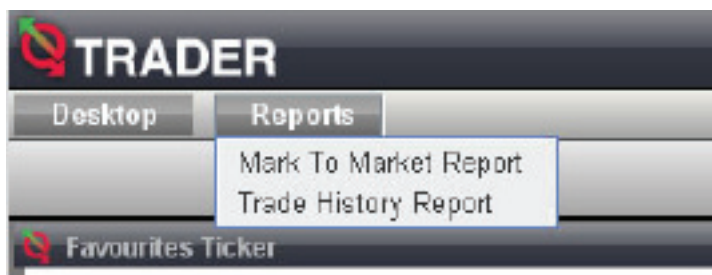 TRADER
Desktop Reports
Mark To Market Report
Trade History Report
Favourites Ticker